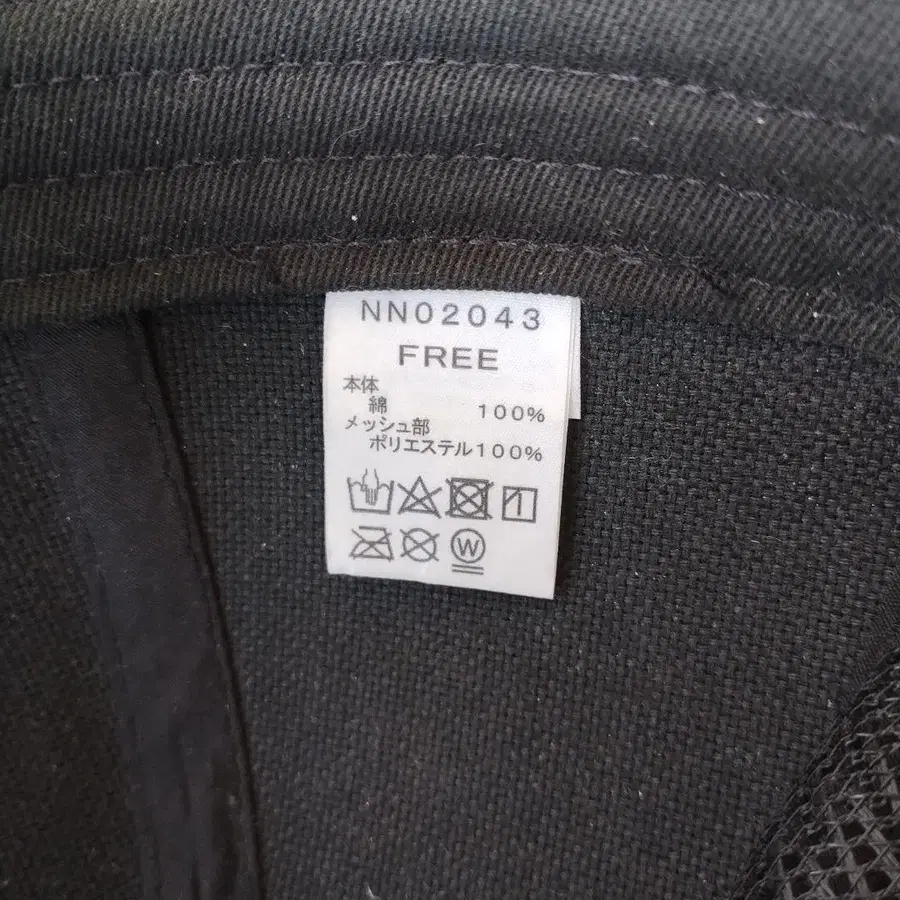 NN02043
FREE
本体
綿 100%
メッシュ部
ポリエステル100%
W